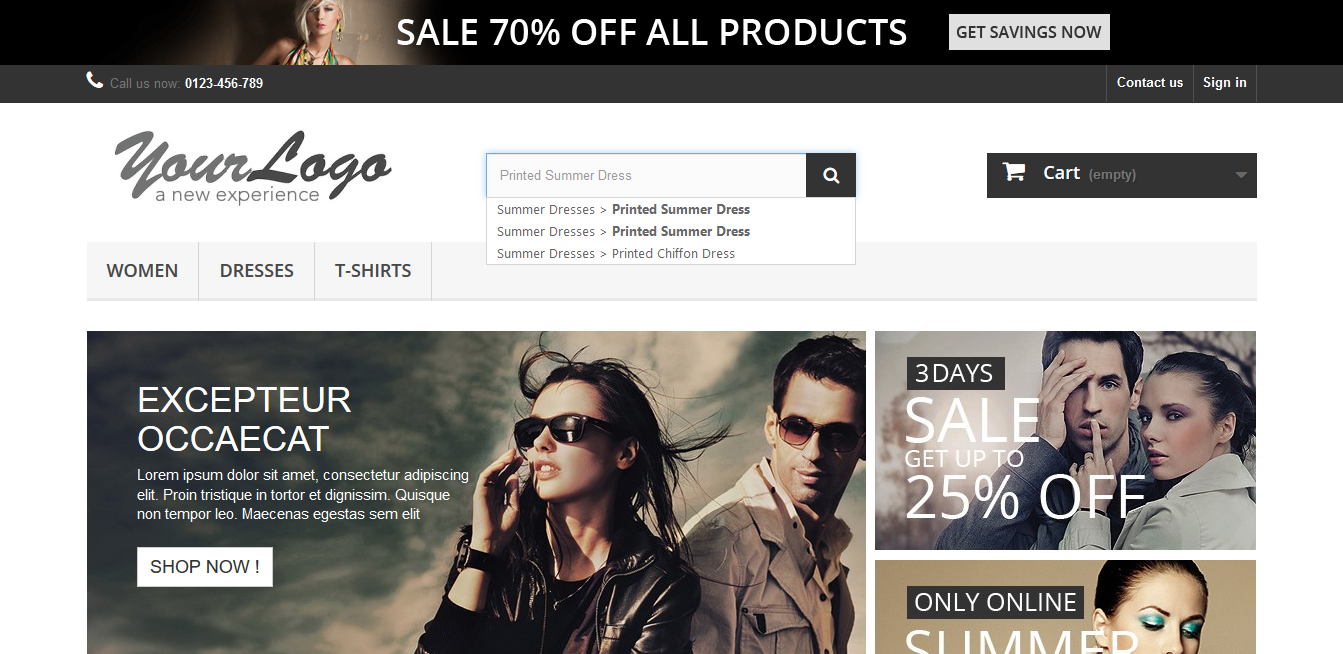 SALE 70% OFF ALL PRODUCTS
GET SAVINGS NOW
Call us now: 0123-456-789
Contact us
Sign in
YourLogo
a new experience
Printed Summer Dress
Cart (empty)
Summer Dresses > Printed Summer Dress
Summer Dresses > Printed Summer Dress
Summer Dresses > Printed Chiffon Dress
WOMEN
DRESSES
T-SHIRTS
EXCEPTEUR
OCCAECAT
Lorem ipsum dolor sit amet, consectetur adipiscing
elit. Proin tristique in tortor et dignissim. Quisque
non tempor leo. Maecenas egestas sem elit
SHOP NOW !
3DAYS
SALE
GET UP TO
25% OFF
ONLY ONLINE
SUMMER